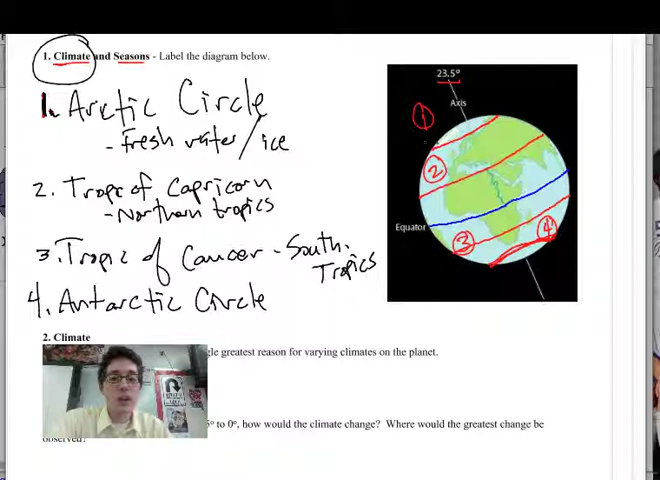 1. Climate and Seasons - Label the diagram below.
23.5°
Axis
1. Arctic Circle
- Fresh water/ice
1
2
2. Tropic of Capricorn
- Northern tropics
Equator
3
4
3. Tropic of Cancer - South.
Tropics
4. Antarctic Circle
2. Climate
gle greatest reason for varying climates on the planet.
° to 0°, how would the climate change? Where would the greatest change be
observed?